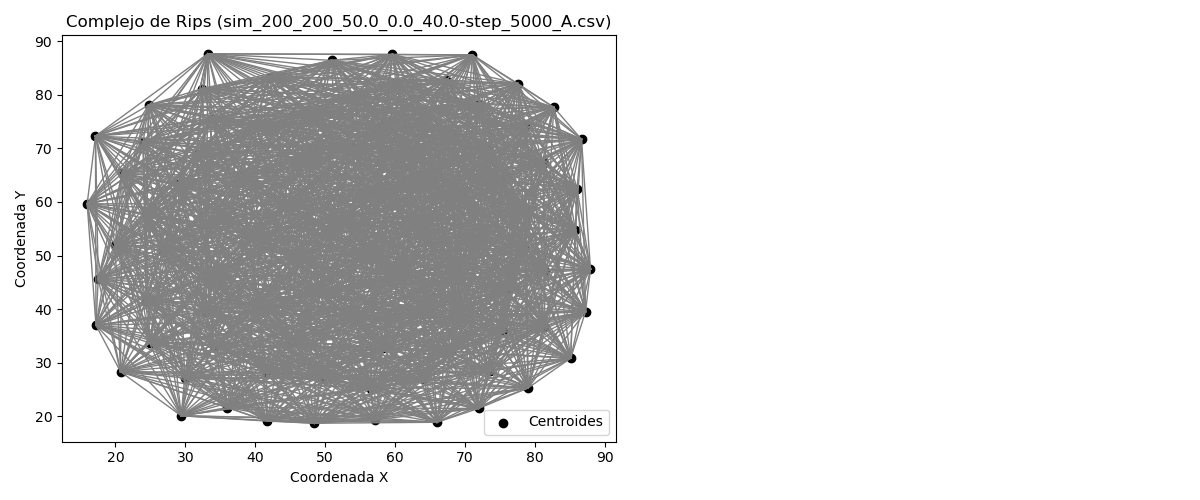 Complejo de Rips (sim_200_200_50.0_0.0_40.0-step_5000_A.csv)
90
80
70
60
50
40
30
20
Coordenada Y
Centroides
20 30 40 50 60 70 80 90
Coordenada X